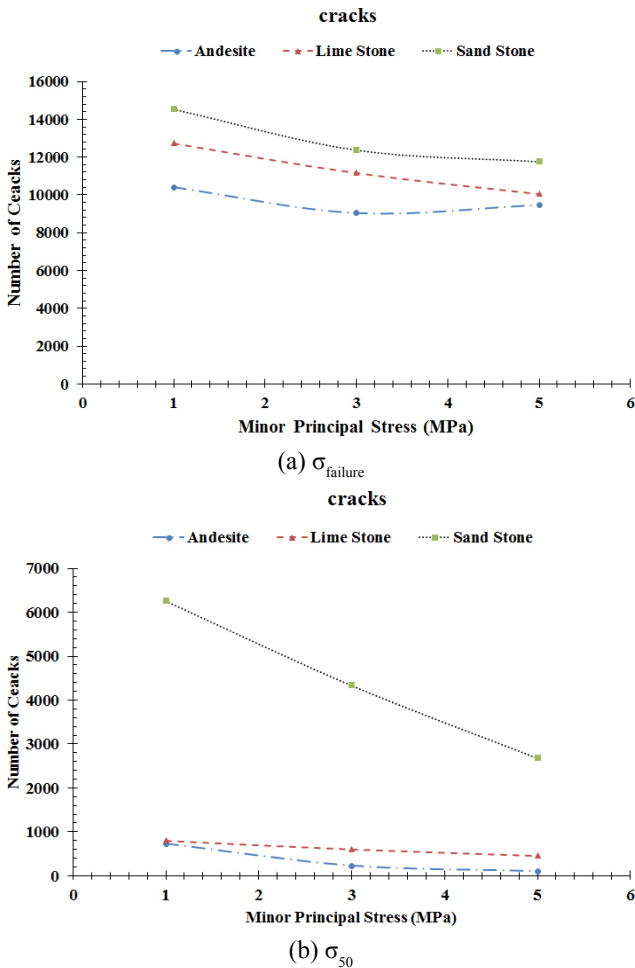 cracks
Andesite Lime Stone Sand Stone
16000
14000
12000
10000
8000
6000
4000
2000
0
Number of Ceacks
0 1 2 3 4 5 6
Minor Principal Stress (MPa)
(a) σfailure
cracks
Andesite Lime Stone Sand Stone
7000
6000
5000
4000
3000
2000
1000
0
Number of Ceacks
0 1 2 3 4 5 6
Minor Principal Stress (MPa)
(b) σ50